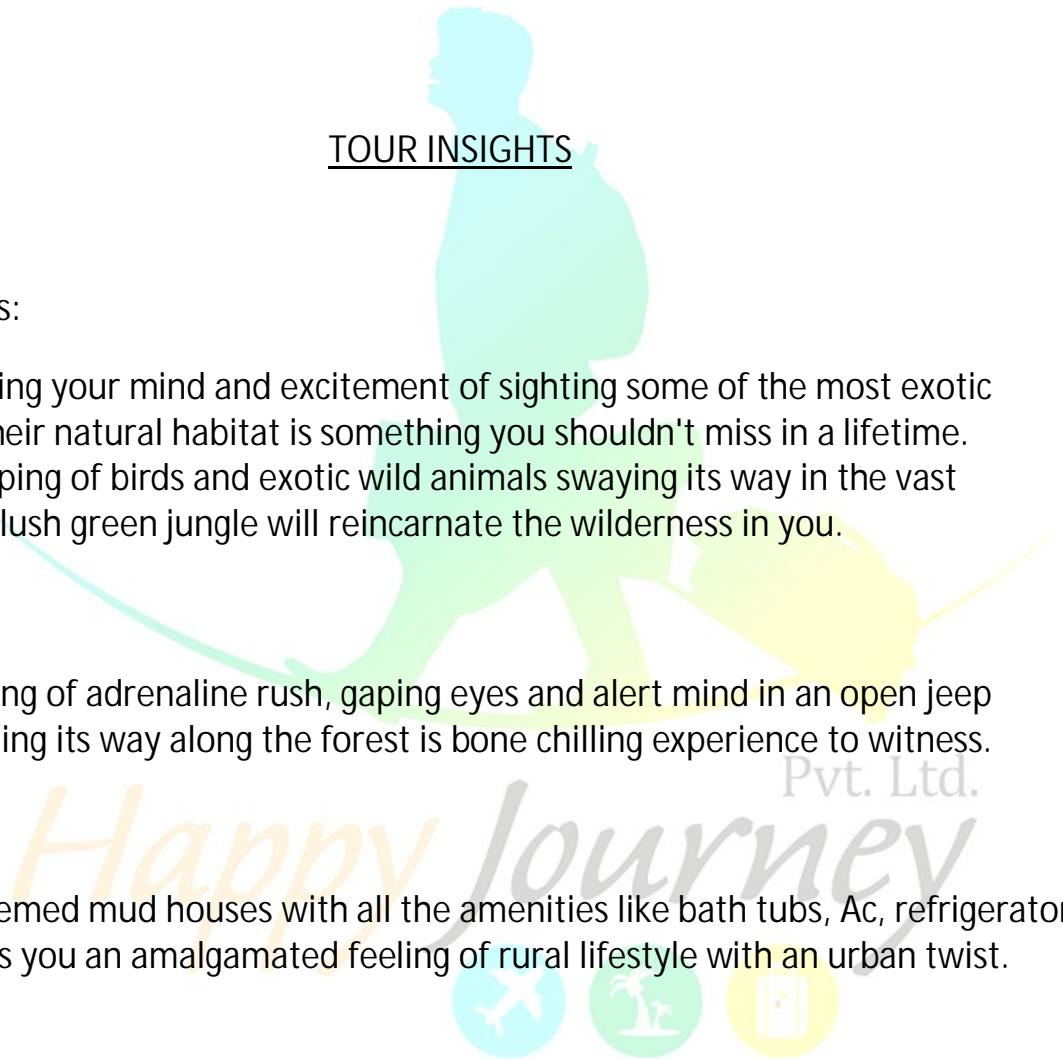 TOUR INSIGHTS
s:
ing your mind and excitement of sighting some of the most exotic
heir natural habitat is something you shouldn't miss in a lifetime.
ping of birds and exotic wild animals swaying its way in the vast
lush green jungle will reincarnate the wilderness in you.
ng of adrenaline rush, gaping eyes and alert mind in an open jeep
ing its way along the forest is bone chilling experience to witness.
Pvt. Ltd.
Happy Journey
emed mud houses with all the amenities like bath tubs, Ac, refrigerator
s you an amalgamated feeling of rural lifestyle with an urban twist.